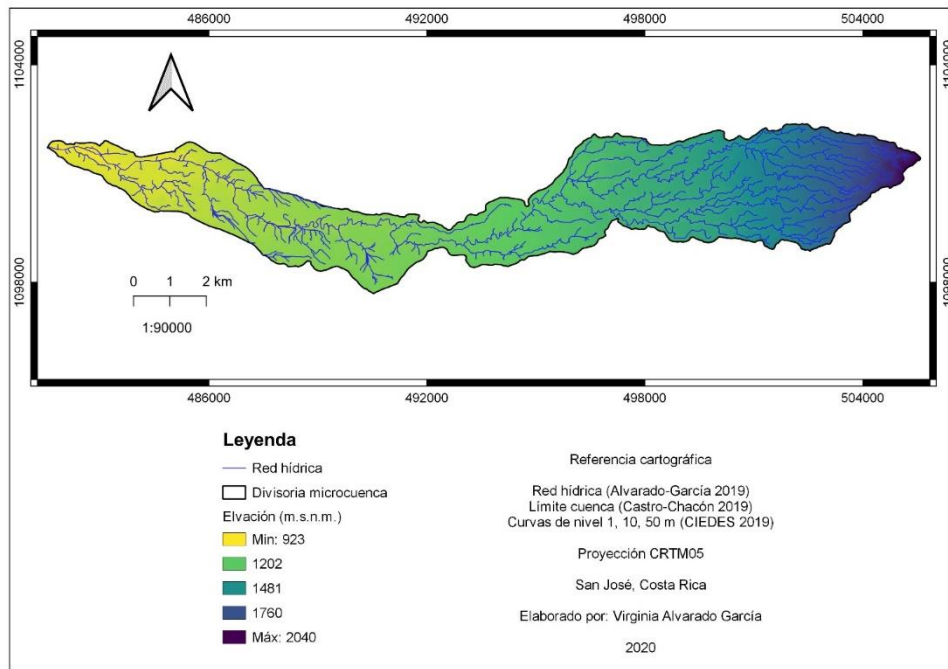 486000 492000 498000 504000
1104000 1104000
1098000 1098000
0 1 2 km
1:90000
486000 492000 498000 504000
Leyenda
Red hídrica
Divisoria microcuenca
Elvación (m.s.n.m.)
Min: 923
1202
1481
1760
Máx: 2040
Referencia cartográfica
Red hídrica (Alvarado-García 2019)
Límite cuenca (Castro-Chacón 2019)
Curvas de nivel 1, 10, 50 m (CIEDES 2019)
Proyección CRTM05
San José, Costa Rica
Elaborado por: Virginia Alvarado García
2020